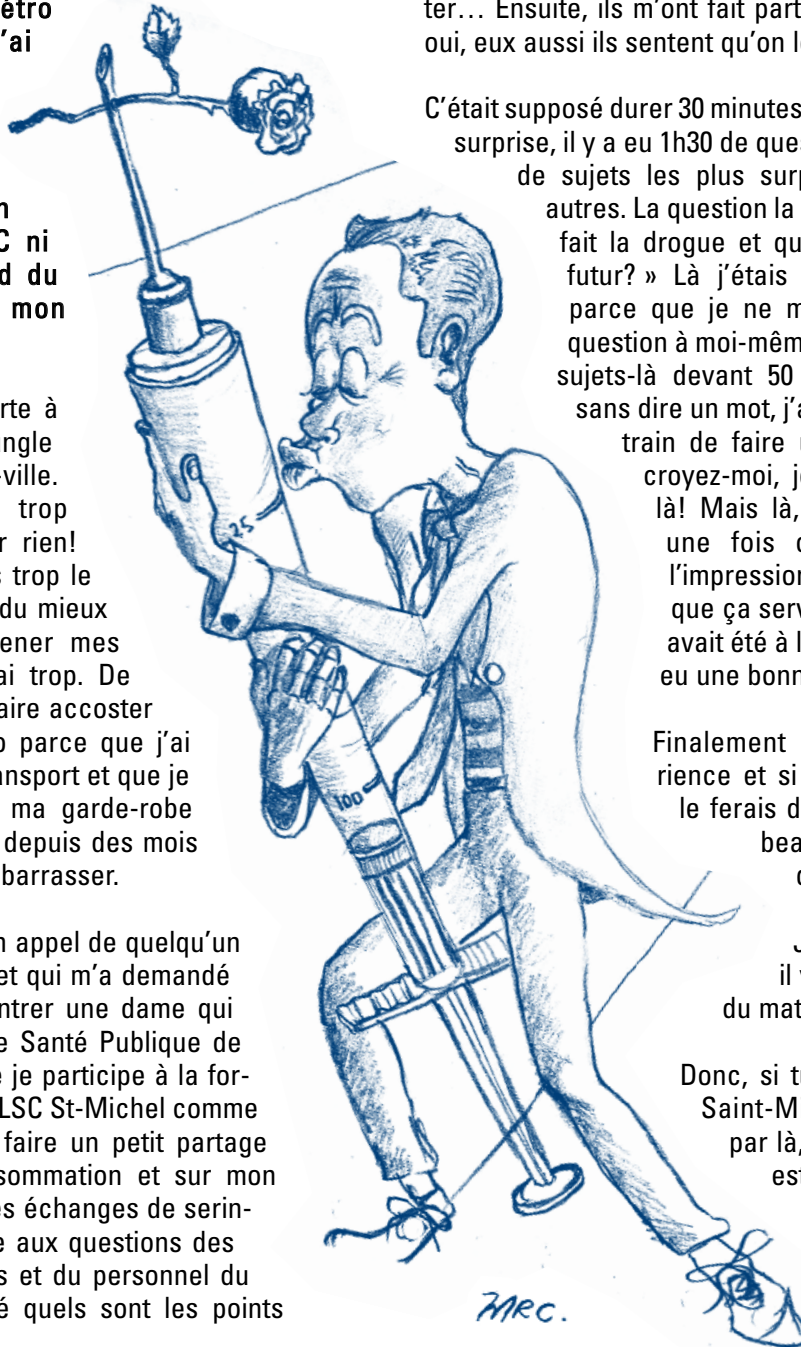 étro
'ai
n
C ni
d du
mon
rte à
ngle
-ville.
trop
r rien!
s trop le
du mieux
ener mes
ai trop. De
aire accoster
p parce que j'ai
ansport et que je
ma garde-robe
depuis des mois
barrasser.
n appel de quelqu'un
et qui m'a demandé
ntrer une dame qui
e Santé Publique de
e je participe à la for-
LSC St-Michel comme
faire un petit partage
sommation et sur mon
es échanges de serin-
e aux questions des
s et du personnel du
é quels sont les points
ter… Ensuite, ils m'ont fait part
oui, eux aussi ils sentent qu'on le
C'était supposé durer 30 minutes
surprise, il y a eu 1h30 de ques
de sujets les plus surp
autres. La question la
fait la drogue et qu
futur? » Là j'étais
parce que je ne m
question à moi-mêm
sujets-là devant 50
sans dire un mot, j'a
train de faire u
croyez-moi, je
là! Mais là,
une fois d
l'impression
que ça serv
avait été à l
eu une bonn
Finalement
rience et si
le ferais d
bea
c
J
il y
du mat
Donc, si tu
Saint-Mi
par là,
est
25
100
MARC.